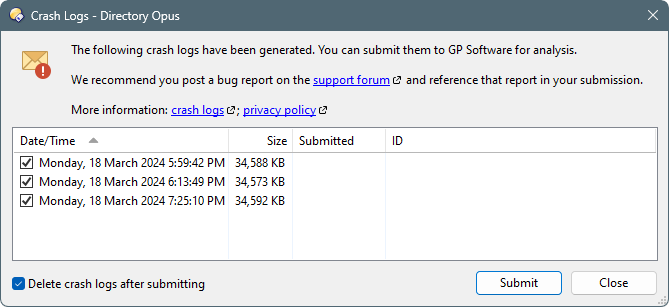 Crash Logs - Directory Opus
The following crash logs have been generated. You can submit them to GP Software for analysis.
We recommend you post a bug report on the support forum and reference that report in your submission.
More information: crash logs; privacy policy
Date/Time Size Submitted ID
Monday, 18 March 2024 5:59:42 PM 34,588 KB
Monday, 18 March 2024 6:13:49 PM 34,573 KB
Monday, 18 March 2024 7:25:10 PM 34,592 KB
Delete crash logs after submitting Submit Close